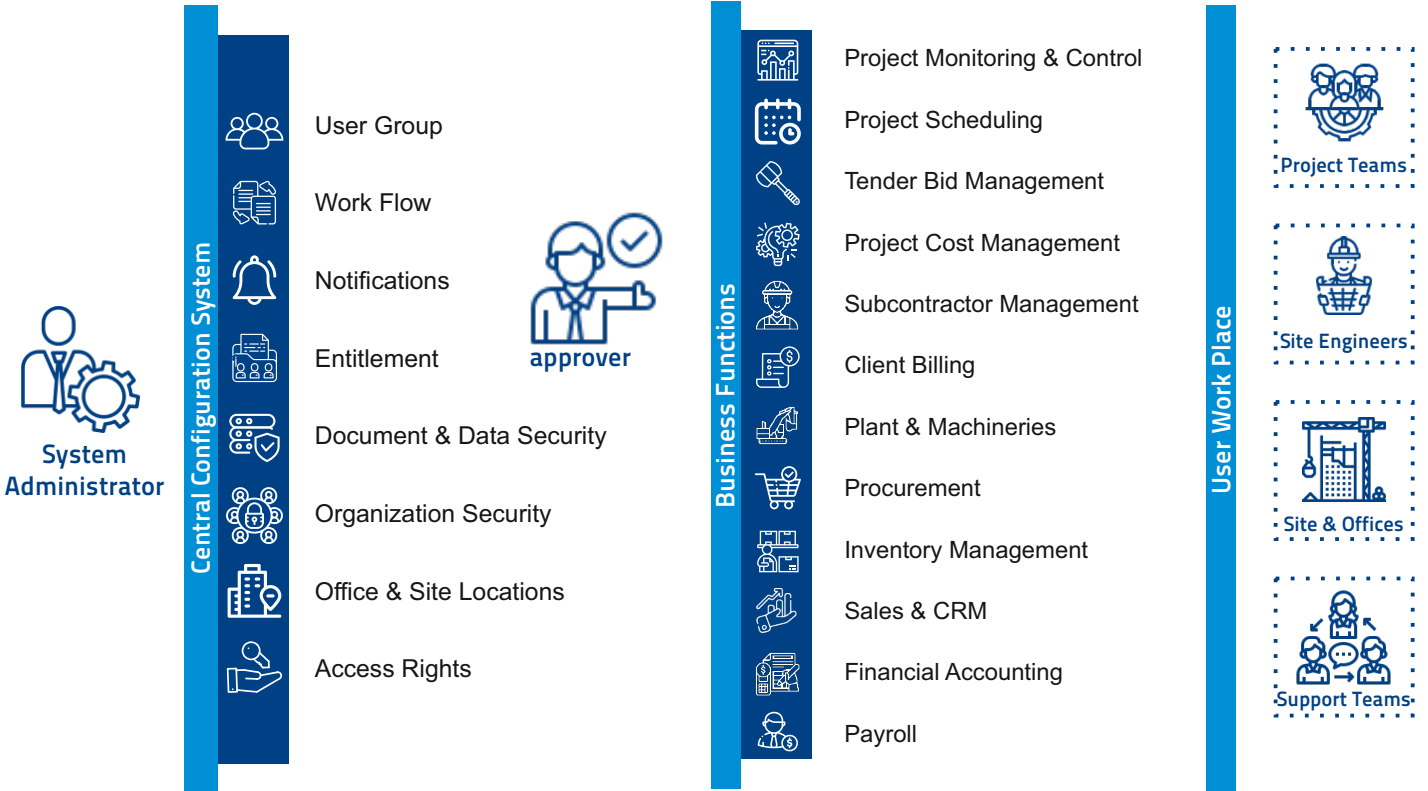 System
Administrator
Central Configuration System
User Group
Work Flow
Notifications
Entitlement
Document & Data Security
Organization Security
Office & Site Locations
Access Rights
approver
Business Functions
Project Monitoring & Control
Project Scheduling
Tender Bid Management
Project Cost Management
Subcontractor Management
Client Billing
Plant & Machineries
Procurement
Inventory Management
Sales & CRM
Financial Accounting
Payroll
User Work Place
Project Teams
Site Engineers
Site & Offices
Support Teams